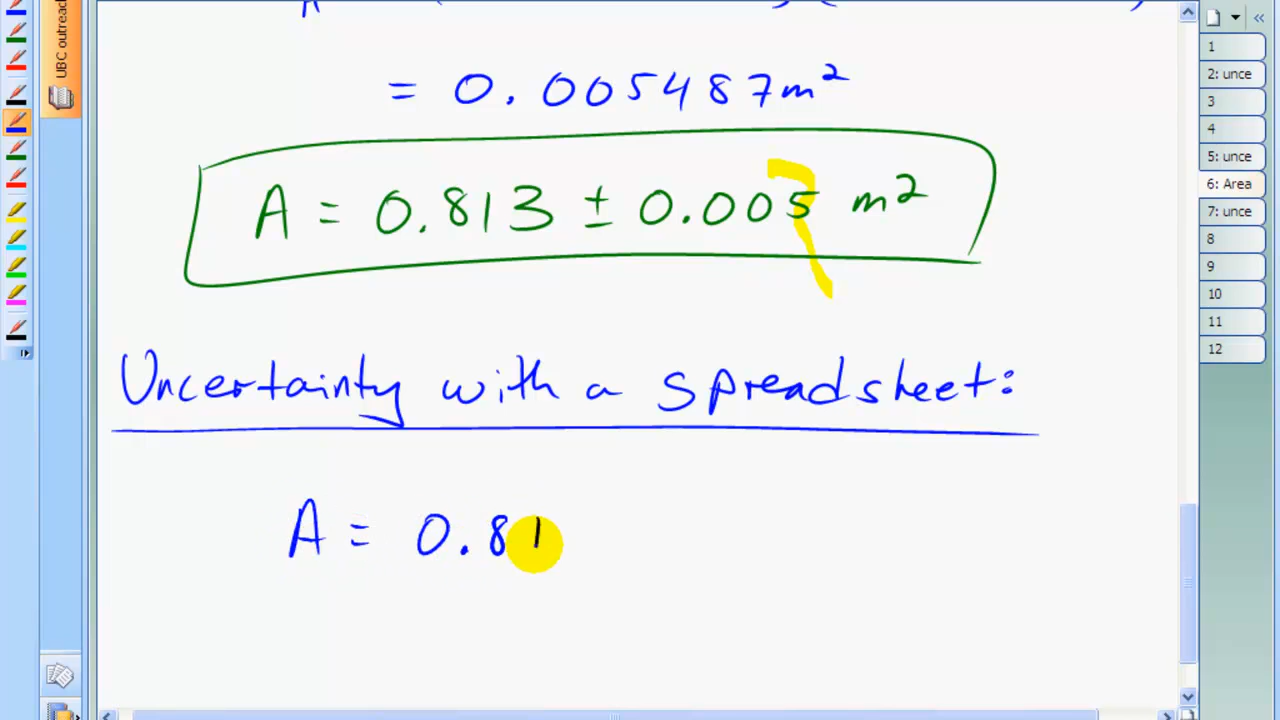 = 0.005487m²
A = 0.813 ± 0.005 m²
Uncertainty with a spreadsheet:
A = 0.81
UBC outreach
1
2: unce
3
4
5: unce
6: Area
7: unce
8
9
10
11
12